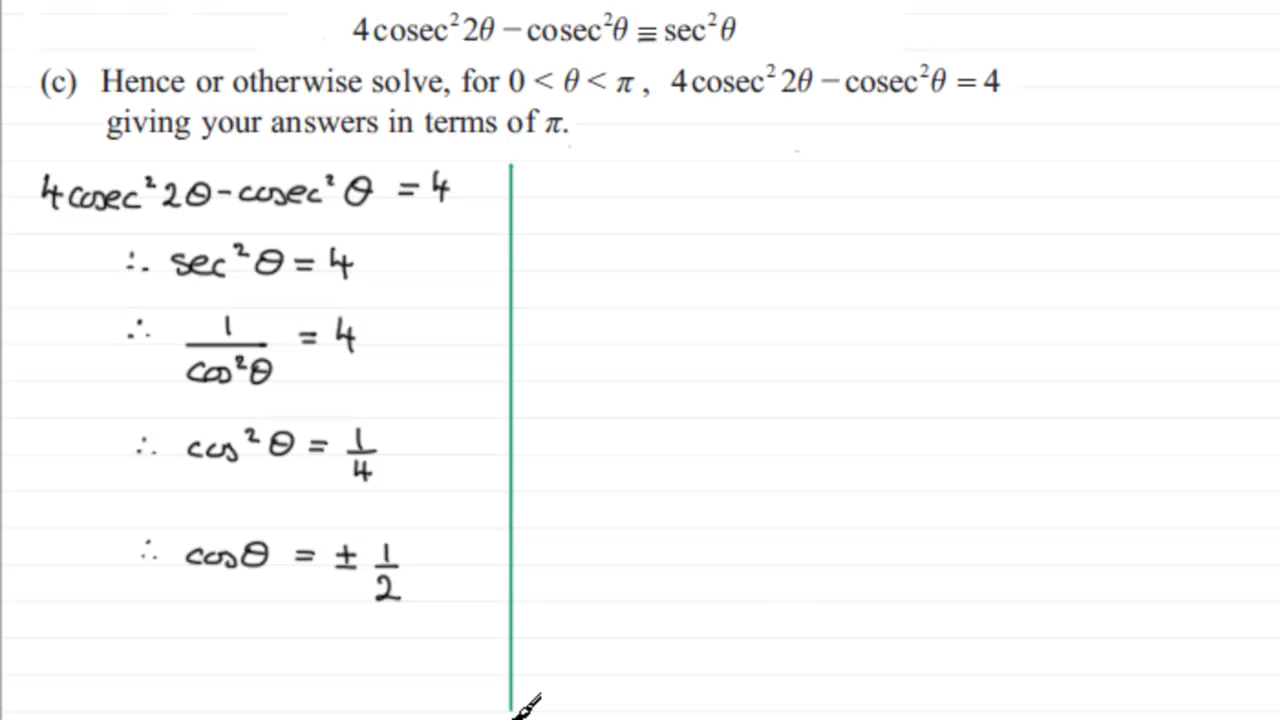 4cosec²2θ − cosec²θ ≡ sec²θ
(c) Hence or otherwise solve, for 0 < θ < π, 4cosec²2θ − cosec²θ = 4
giving your answers in terms of π.
4cosec²2θ − cosec²θ = 4
∴ sec²θ = 4
∴ 1/cos²θ = 4
∴ cos²θ = 1/4
∴ cosθ = ± 1/2